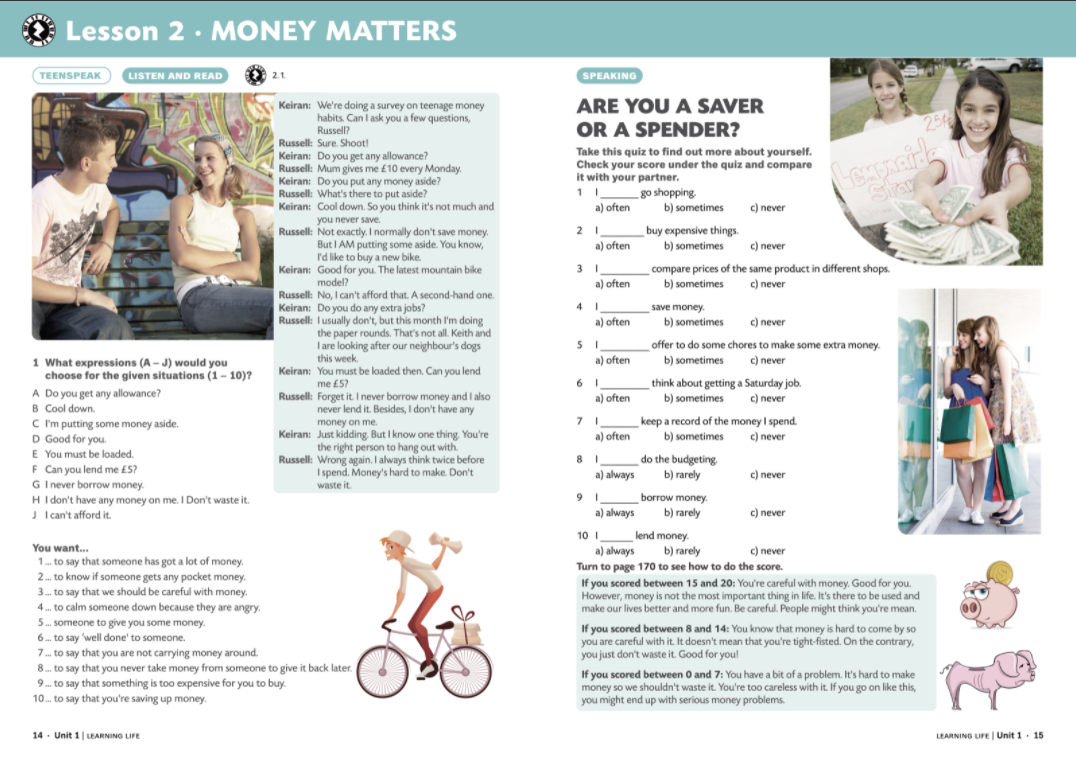 Lesson 2 · MONEY MATTERS
TEENSPEAK
LISTEN AND READ
2.1.
Keiran: We're doing a survey on teenage money
habits. Can I ask you a few questions,
Russell?
Russell: Sure. Shoot!
Keiran: Do you get any allowance?
Russell: Mum gives me £10 every Monday.
Keiran: Do you put any money aside?
Russell: What's there to put aside?
Keiran: Cool down. So you think it's not much and
you never save.
Russell: Not exactly. I normally don't save money.
But I AM putting some aside. You know,
I'd like to buy a new bike.
Keiran: Good for you. The latest mountain bike
model?
Russell: No, I can't afford that. A second-hand one.
Keiran: Do you do any extra jobs?
Russell: I usually don't, but this month I'm doing
the paper rounds. That's not all. Keith and
I are looking after our neighbour's dogs
this week.
Keiran: You must be loaded then. Can you lend
me £5?
Russell: Forget it. I never borrow money and I also
never lend it. Besides, I don't have any
money on me.
Keiran: Just kidding. But I know one thing. You're
the right person to hang out with.
Russell: Wrong again. I always think twice before
I spend. Money's hard to make. Don't
waste it.
1 What expressions (A – J) would you
choose for the given situations (1 – 10)?
A Do you get any allowance?
B Cool down.
C I'm putting some money aside.
D Good for you.
E You must be loaded.
F Can you lend me £5?
G I never borrow money.
H I don't have any money on me. I Don't waste it.
J I can't afford it.
You want...
1 ... to say that someone has got a lot of money.
2 ... to know if someone gets any pocket money.
3 ... to say that we should be careful with money.
4 ... to calm someone down because they are angry.
5 ... someone to give you some money.
6 ... to say 'well done' to someone.
7 ... to say that you are not carrying money around.
8 ... to say that you never take money from someone to give it back later.
9 ... to say that something is too expensive for you to buy.
10 ... to say that you're saving up money.
14 · Unit 1 | LEARNING LIFE
SPEAKING
ARE YOU A SAVER
OR A SPENDER?
Take this quiz to find out more about yourself.
Check your score under the quiz and compare
it with your partner.
1 I_______ go shopping.
a) often b) sometimes c) never
2 I_______ buy expensive things.
a) often b) sometimes c) never
3 I_______ compare prices of the same product in different shops.
a) often b) sometimes c) never
4 I_______ save money.
a) often b) sometimes c) never
5 I_______ offer to do some chores to make some extra money.
a) often b) sometimes c) never
6 I_______ think about getting a Saturday job.
a) often b) sometimes c) never
7 I_______ keep a record of the money I spend.
a) often b) sometimes c) never
8 I_______ do the budgeting.
a) always b) rarely c) never
9 I_______ borrow money.
a) always b) rarely c) never
10 I______ lend money.
a) always b) rarely c) never
Turn to page 170 to see how to do the score.
If you scored between 15 and 20: You're careful with money. Good for you.
However, money is not the most important thing in life. It's there to be used and
make our lives better and more fun. Be careful. People might think you're mean.
If you scored between 8 and 14: You know that money is hard to come by so
you are careful with it. It doesn't mean that you're tight-fisted. On the contrary,
you just don't waste it. Good for you!
If you scored between 0 and 7: You have a bit of a problem. It's hard to make
money so we shouldn't waste it. You're too careless with it. If you go on like this,
you might end up with serious money problems.
25¢
LEARNING LIFE | Unit 1 · 15